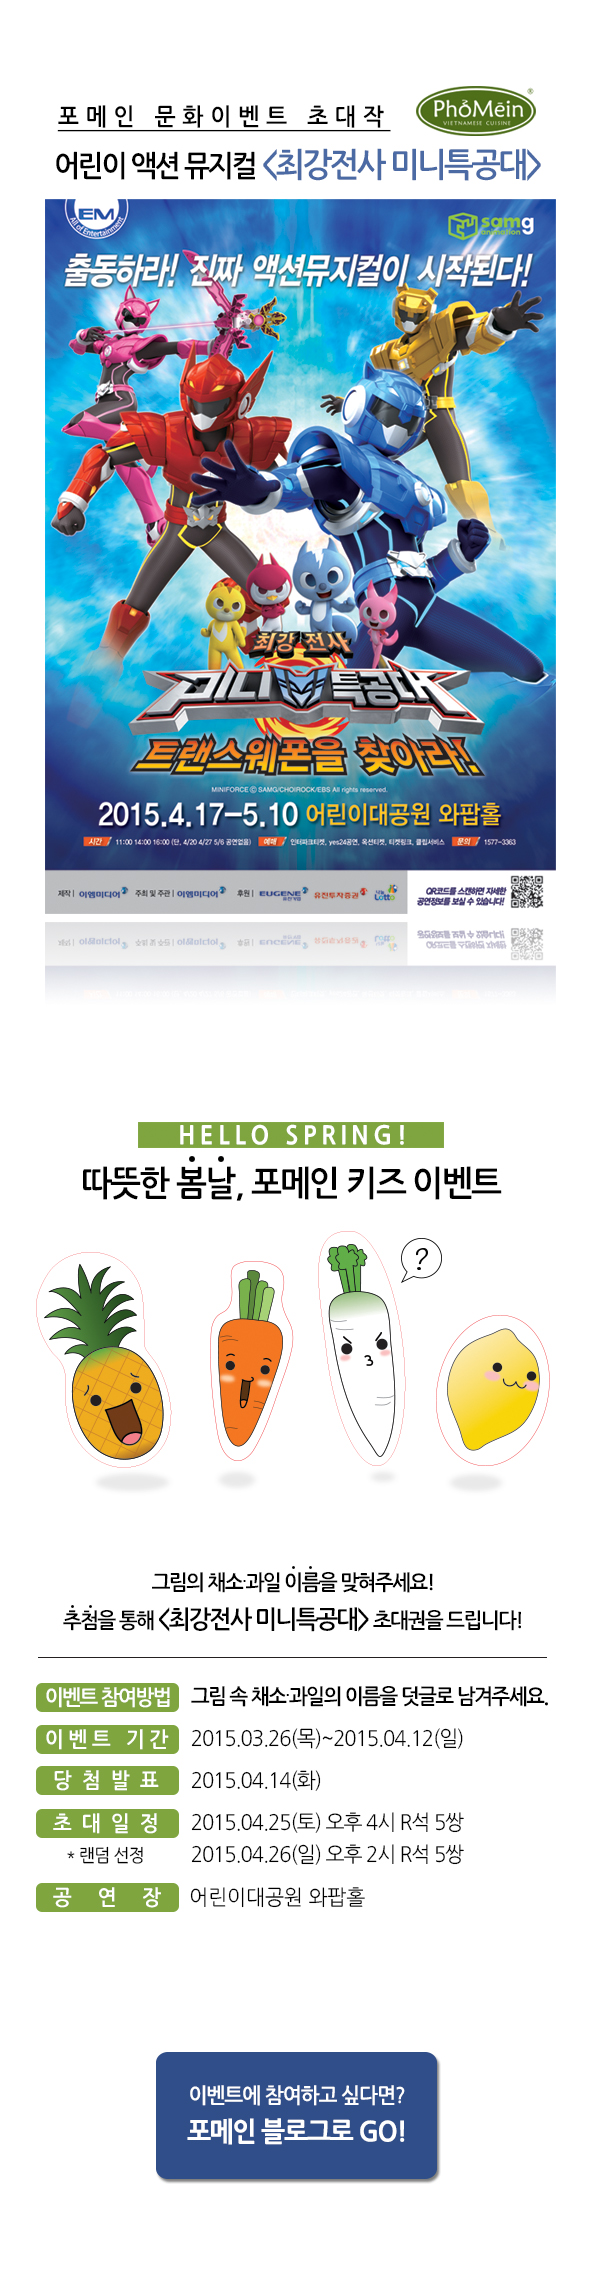 포메인 문화이벤트 초대작
PhởMein®
VIETNAMESE CUISINE
어린이 액션 뮤지컬 <최강전사 미니특공대>
EM
All of Entertainment
samg
animation
출동하라! 진짜 액션뮤지컬이 시작된다!
최강전사
미니특공대
트랜스웨폰을 찾아라!
MINIFORCE ⓒ SAMG/CHOIROCK/EBS All rights reserved.
2015.4.17-5.10 어린이대공원 와팝홀
시간 11:00 14:00 16:00 (단, 4/20 4/27 5/6 공연없음) 예매 인터파크티켓, yes24공연, 옥션티켓, 티켓링크, 클립서비스 문의 1577-3363
제작 | 이엠미디어 주최 및 주관 | 이엠미디어 후원 | EUGENE 유진투자증권 Lotto
QR코드를 스캔하면 자세한
공연정보를 보실 수 있습니다!
HELLO SPRING!
따뜻한 봄날, 포메인 키즈 이벤트
?
그림의 채소·과일 이름을 맞혀주세요!
추첨을 통해 <최강전사 미니특공대> 초대권을 드립니다!
이벤트 참여방법 그림 속 채소·과일의 이름을 덧글로 남겨주세요.
이벤트 기간 2015.03.26(목)~2015.04.12(일)
당첨발표 2015.04.14(화)
초대일정 2015.04.25(토) 오후 4시 R석 5쌍
* 랜덤 선정 2015.04.26(일) 오후 2시 R석 5쌍
공연장 어린이대공원 와팝홀
이벤트에 참여하고 싶다면?
포메인 블로그로 GO!